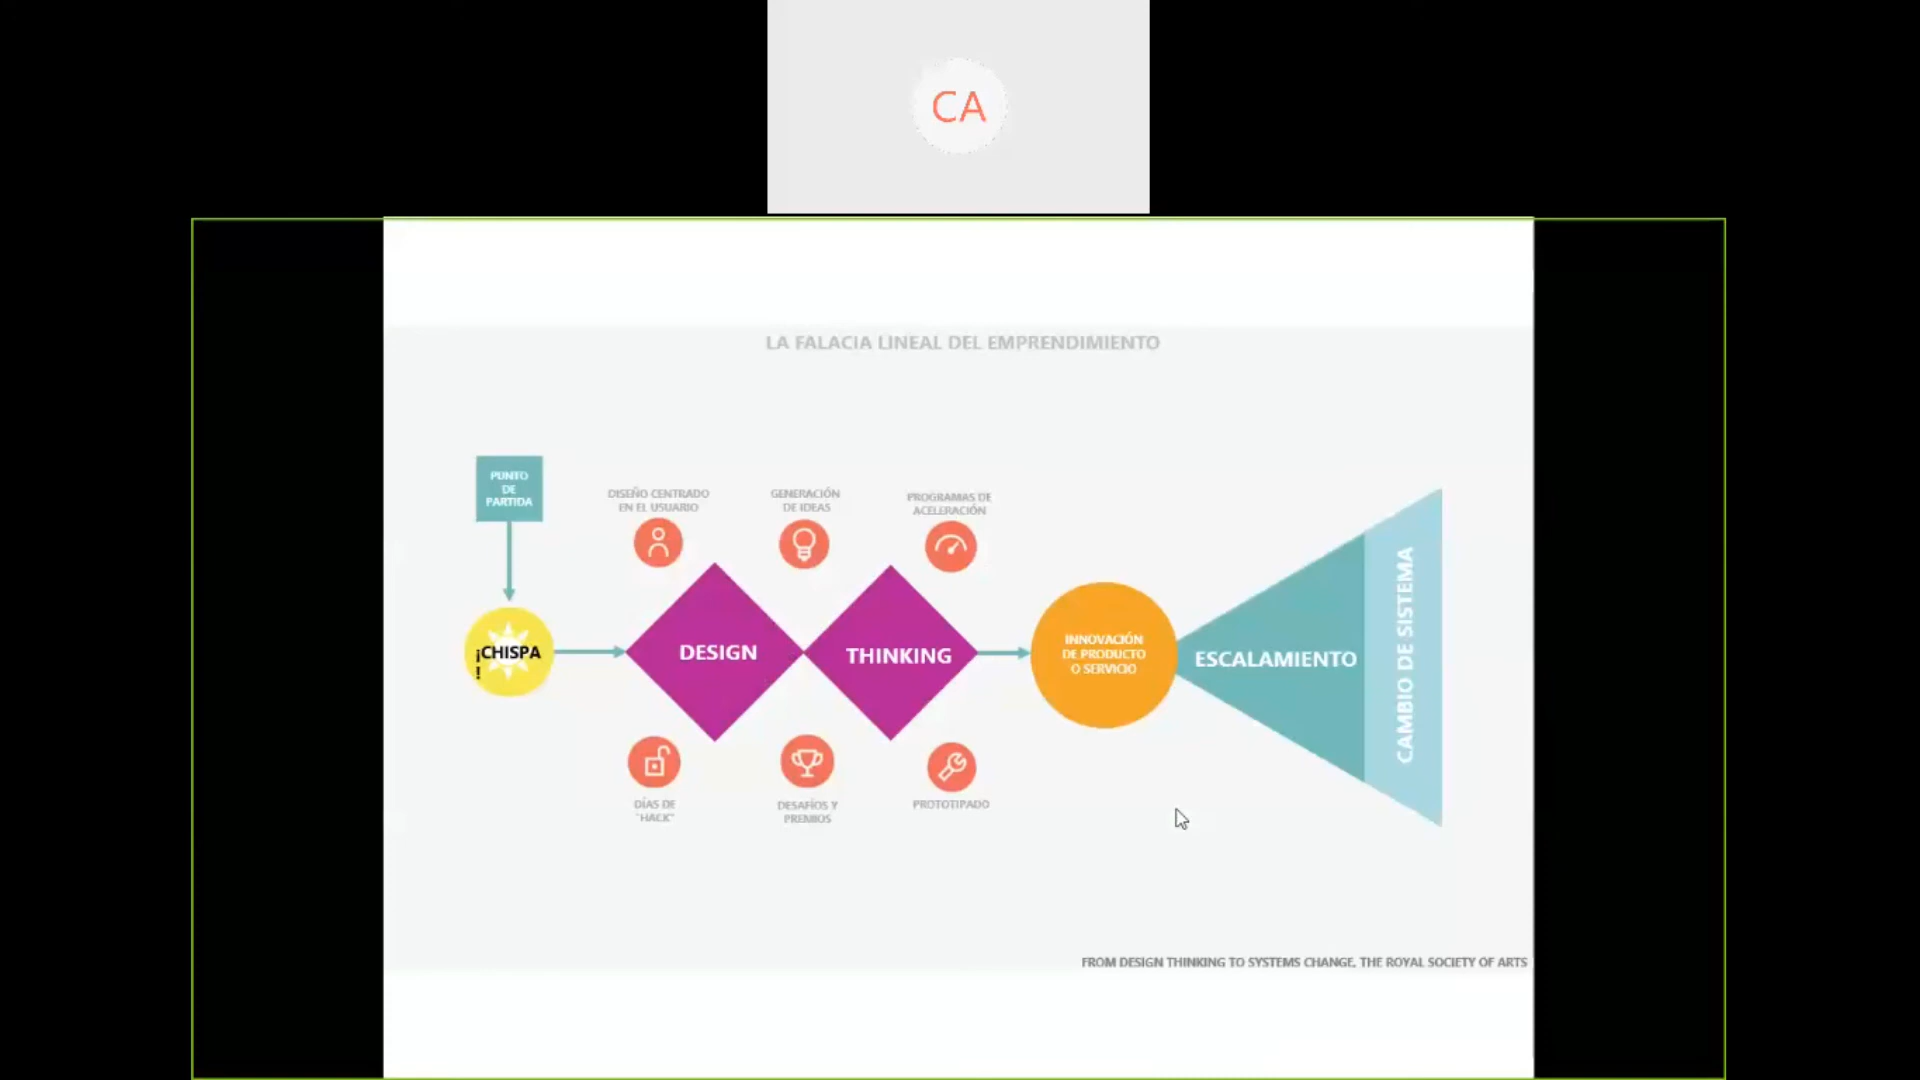 CA
LA FALACIA LINEAL DEL EMPRENDIMIENTO
PUNTO
DE
PARTIDA
¡CHISPA
!
DISEÑO CENTRADO
EN EL USUARIO
GENERACIÓN
DE IDEAS
PROGRAMAS DE
ACELERACIÓN
DESIGN
THINKING
DÍAS DE
"HACK"
DESAFÍOS Y
PREMIOS
PROTOTIPADO
INNOVACIÓN
DE PRODUCTO
O SERVICIO
ESCALAMIENTO
CAMBIO DE SISTEMA
FROM DESIGN THINKING TO SYSTEMS CHANGE, THE ROYAL SOCIETY OF ARTS